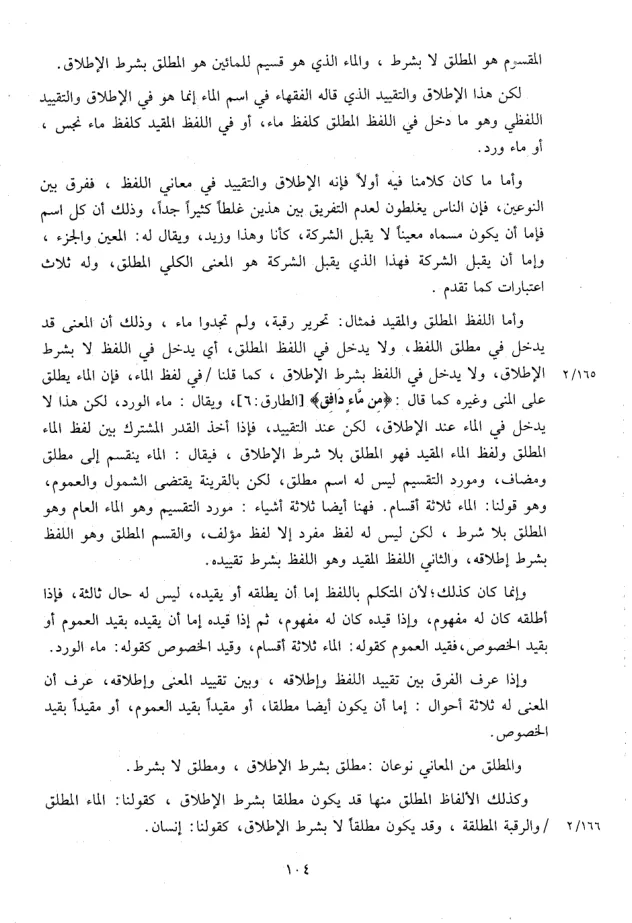 المقسوم هو المطلق لا بشرط ، والماء الذي هو قسيم للمائين هو المطلق بشرط الإطلاق.
لكن هذا الإطلاق والتقييد الذي قاله الفقهاء في اسم الماء إنما هو في الإطلاق والتقييد
اللفظي وهو ما دخل في اللفظ المطلق كلفظ ماء، أو في اللفظ المقيد كلفظ ماء نجس ،
أو ماء ورد.
وأما ما كان كلامنا فيه أولاً فإنه الإطلاق والتقييد في معاني اللفظ ، ففرق بين
النوعين، فإن الناس يغلطون لعدم التفريق بين هذين غلطاً كثيراً جداً، وذلك أن كل اسم
فإما أن يكون مسماه معيناً لا يقبل الشركة، كأنا وهذا وزيد، ويقال له: المعين والجزء ،
وإما أن يقبل الشركة فهذا الذي يقبل الشركة هو المعنى الكلي المطلق، وله ثلاث
اعتبارات كما تقدم .
وأما اللفظ المطلق والمقيد فمثال: تحرير رقبة، ولم تجدوا ماء ، وذلك أن المعنى قد
يدخل في مطلق اللفظ، ولا يدخل في اللفظ المطلق، أي يدخل في اللفظ لا بشرط
الإطلاق، ولا يدخل في اللفظ بشرط الإطلاق ، كما قلنا /في لفظ الماء، فإن الماء يطلق ٢/١٦٥
على المنى وغيره كما قال :﴿مِن مَّاءٍ دَافِقٍ﴾ [الطارق:٦]، ويقال : ماء الورد، لكن هذا لا
يدخل في الماء عند الإطلاق، لكن عند التقييد، فإذا أخذ القدر المشترك بين لفظ الماء
المطلق ولفظ الماء المقيد فهو المطلق بلا شرط الإطلاق ، فيقال : الماء ينقسم إلى مطلق
ومضاف، ومورد التقسيم ليس له اسم مطلق، لكن بالقرينة يقتضى الشمول والعموم،
وهو قولنا: الماء ثلاثة أقسام. فهنا أيضا ثلاثة أشياء : مورد التقسيم وهو الماء العام وهو
المطلق بلا شرط ، لكن ليس له لفظ مفرد إلا لفظ مؤلف، والقسم المطلق وهو اللفظ
بشرط إطلاقه، والثاني اللفظ المقيد وهو اللفظ بشرط تقييده.
وإنما كان كذلك؛لأن المتكلم باللفظ إما أن يطلقه أو يقيده، ليس له حال ثالثة، فإذا
أطلقه كان له مفهوم، وإذا قيده كان له مفهوم، ثم إذا قيده إما أن يقيده بقيد العموم أو
بقيد الخصوص،فقيد العموم كقوله: الماء ثلاثة أقسام، وقيد الخصوص كقوله: ماء الورد.
وإذا عرف الفرق بين تقييد اللفظ وإطلاقه ، وبين تقييد المعنى وإطلاقه، عرف أن
المعنى له ثلاثة أحوال : إما أن يكون أيضا مطلقا، أو مقيداً بقيد العموم، أو مقيداً بقيد
الخصوص.
والمطلق من المعاني نوعان :مطلق بشرط الإطلاق ، ومطلق لا بشرط.
وكذلك الألفاظ المطلق منها قد يكون مطلقا بشرط الإطلاق ، كقولنا: الماء المطلق
/والرقبة المطلقة ، وقد يكون مطلقاً لا بشرط الإطلاق، كقولنا: إنسان. ٢/١٦٦
١٠٤